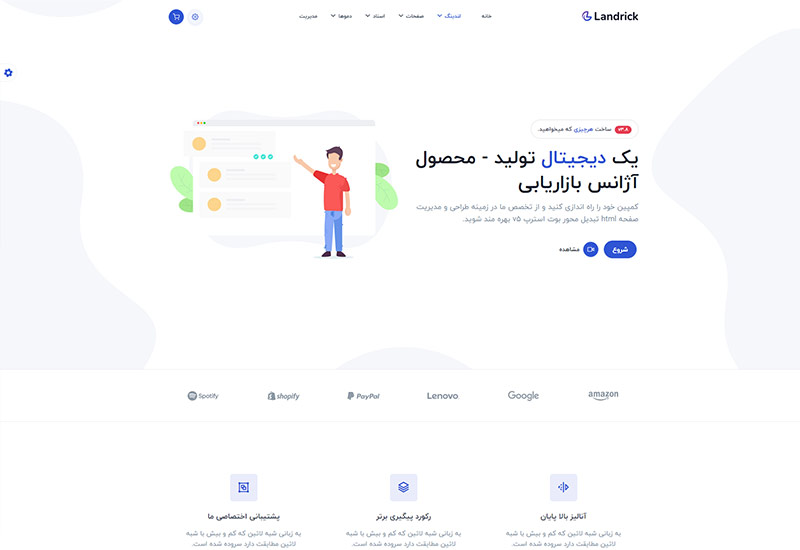 Landrick
خانه
لندینگ
صفحات
اسناد
دموها
مدیریت
v۳.۸ ساخت هرچیزی که میخواهید.
یک دیجیتال تولید - محصول
آژانس بازاریابی
کمپین خود را راه اندازی کنید و از تخصص ما در زمینه طراحی و مدیریت
صفحه html تبدیل محور بوت استرپ v۵ بهره مند شوید.
شروع
مشاهده
amazon
Google
Lenovo
PayPal
shopify
Spotify
آنالیز بالا پایان
به زبانی شبه لاتین که کم و بیش با شبه
لاتین مطابقت دارد سروده شده است.
رکورد پیگیری برتر
به زبانی شبه لاتین که کم و بیش با شبه
لاتین مطابقت دارد سروده شده است.
پشتیبانی اختصاصی ما
به زبانی شبه لاتین که کم و بیش با شبه
لاتین مطابقت دارد سروده شده است.